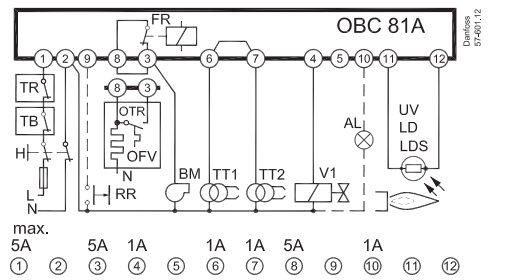 FR
OBC 81A
Danfoss
57-601.12
1 2 9 8 3 6 7 4 5 10 11 12
TR
8 3
OTR
TB
UV
LD
LDS
AL
H
OFV
N
BM TT1 TT2 V1
L
RR
N
max.
5A 5A 1A 1A 1A 5A 1A
1 2 3 4 5 6 7 8 9 10 11 12